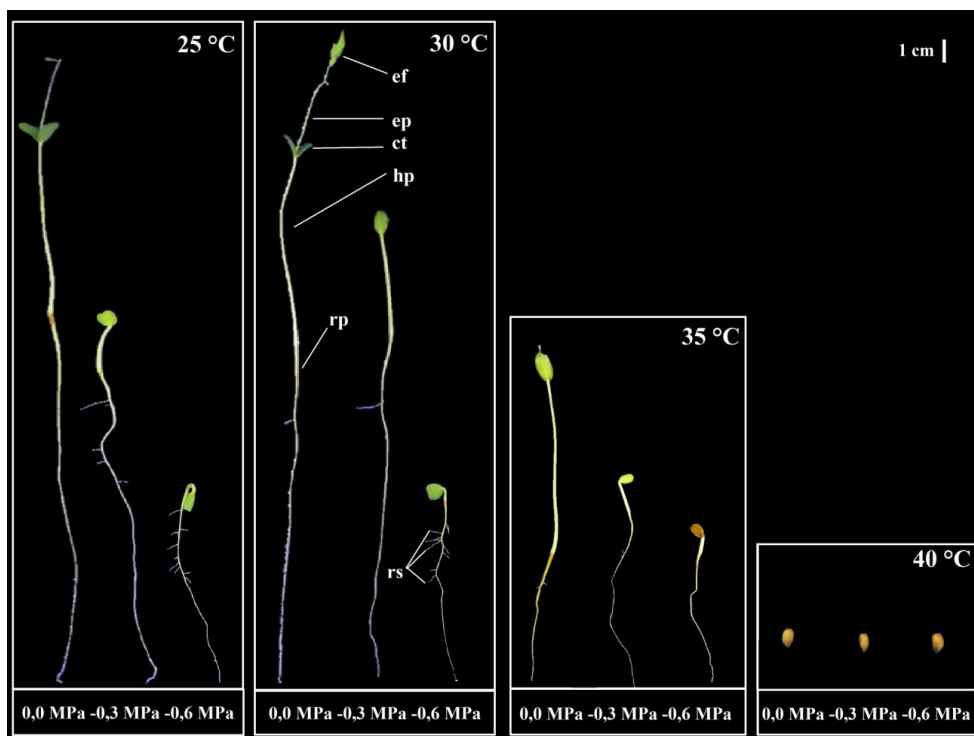 25 °C
30 °C
1 cm
ef
ep
ct
hp
rp
rs
35 °C
40 °C
0,0 MPa -0,3 MPa -0,6 MPa
0,0 MPa -0,3 MPa -0,6 MPa
0,0 MPa -0,3 MPa -0,6 MPa
0,0 MPa -0,3 MPa -0,6 MPa